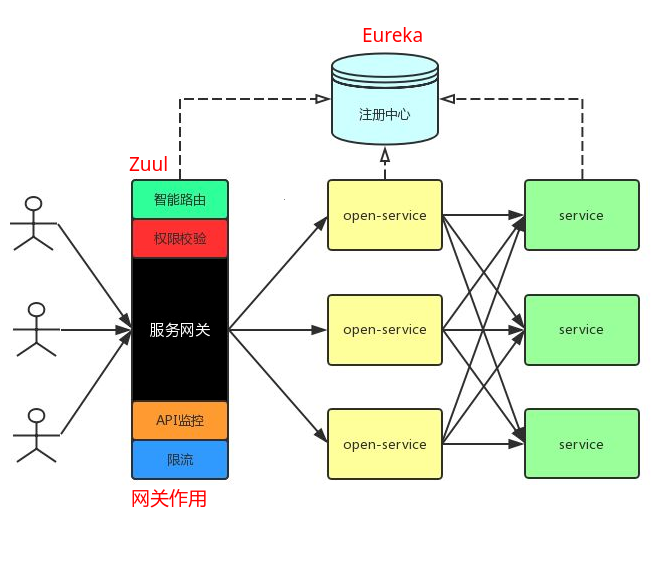 Eureka
注册中心
Zuul
智能路由
权限校验
服务网关
API监控
限流
网关作用
open-service
service
open-service
service
open-service
service